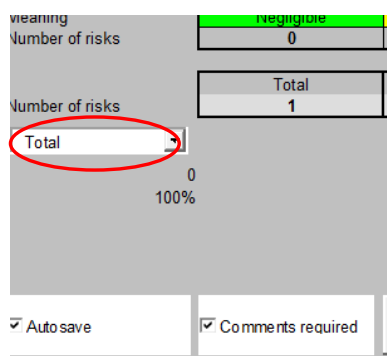 Meaning Negligible
Number of risks 0
Total
Number of risks 1
Total
0
100%
Autosave Comments required